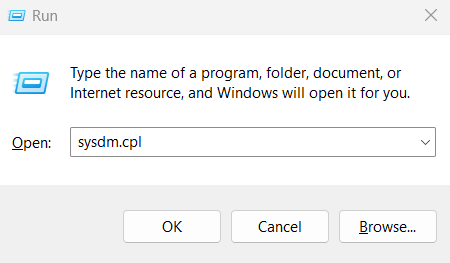 Run
Type the name of a program, folder, document, or
Internet resource, and Windows will open it for you.
Open: sysdm.cpl
OK Cancel Browse...